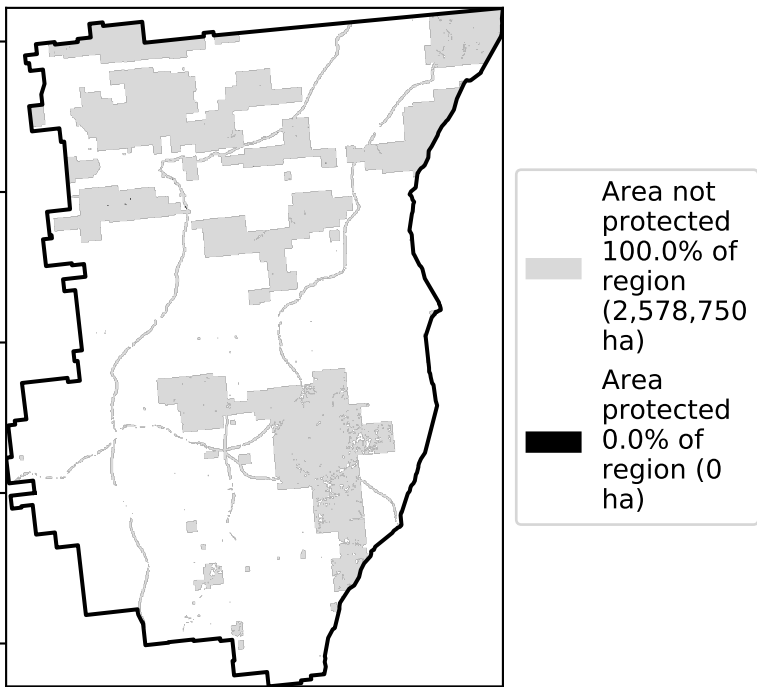 Area not
protected
100.0% of
region
(2,578,750
ha)
Area
protected
0.0% of
region (0
ha)